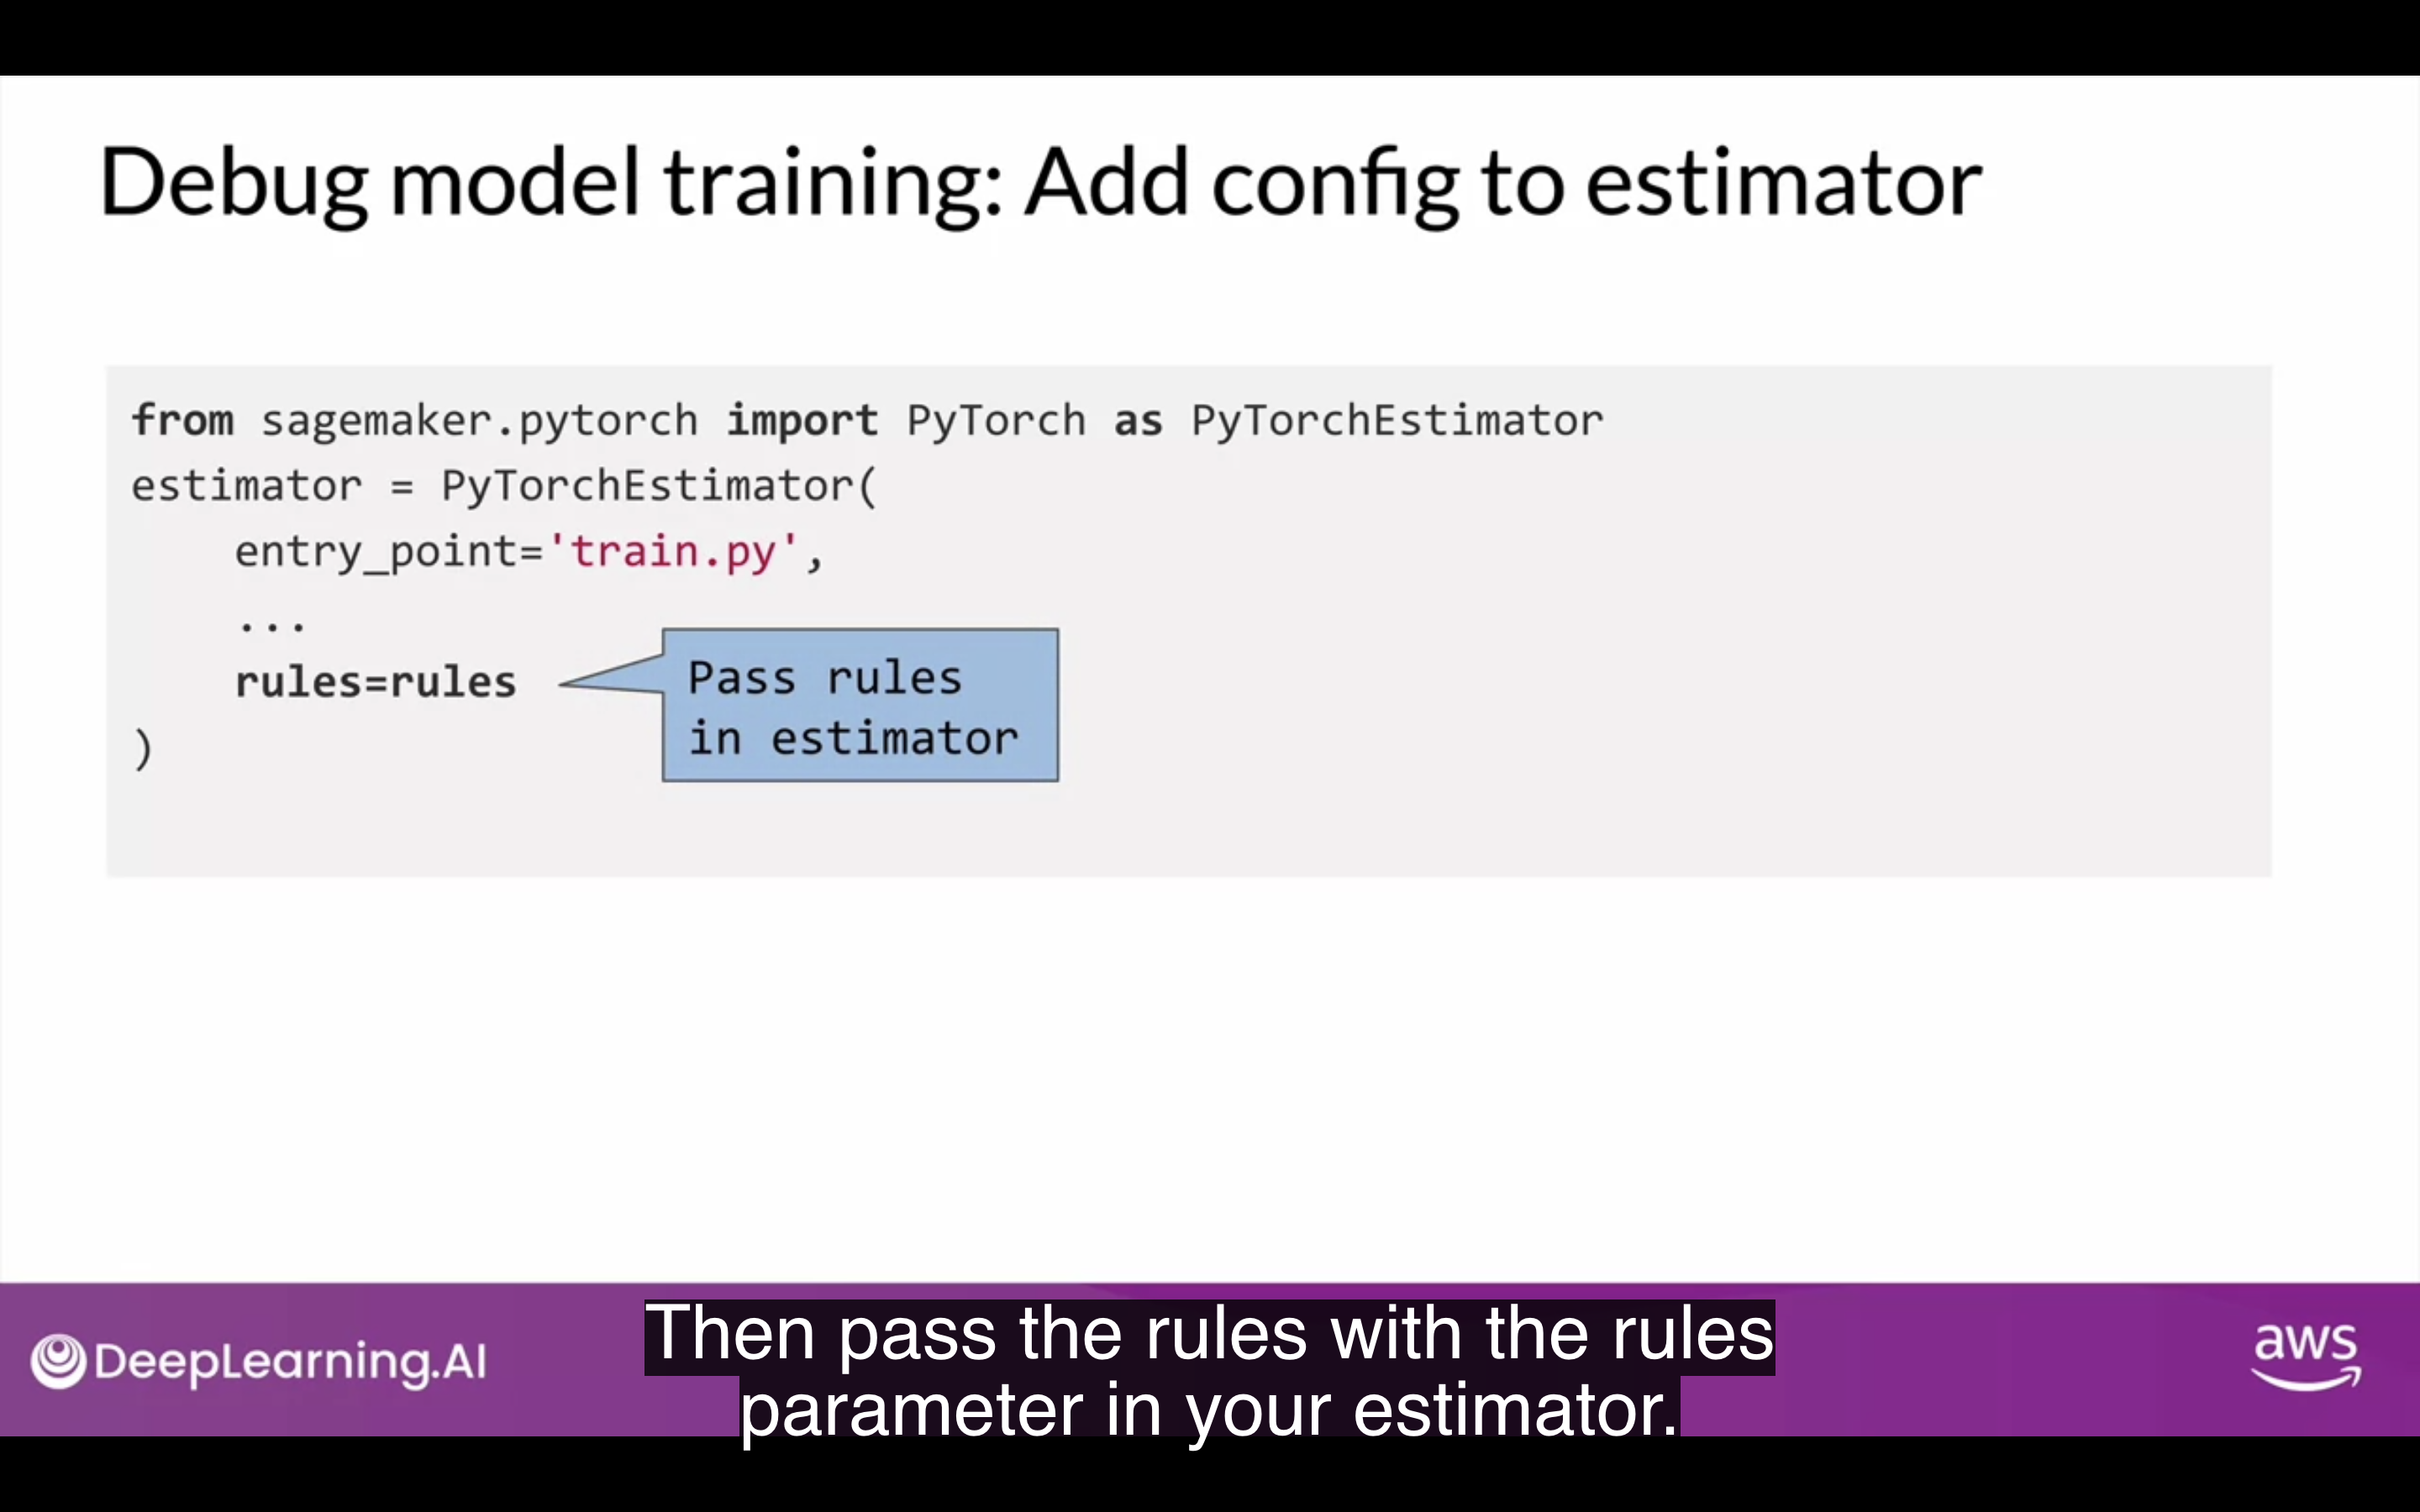 Debug model training: Add config to estimator
from sagemaker.pytorch import PyTorch as PyTorchEstimator
estimator = PyTorchEstimator(
    entry_point='train.py',
    ...
    rules=rules
)
Pass rules
in estimator
DeepLearning.AI
Then pass the rules with the rules
parameter in your estimator.
aws